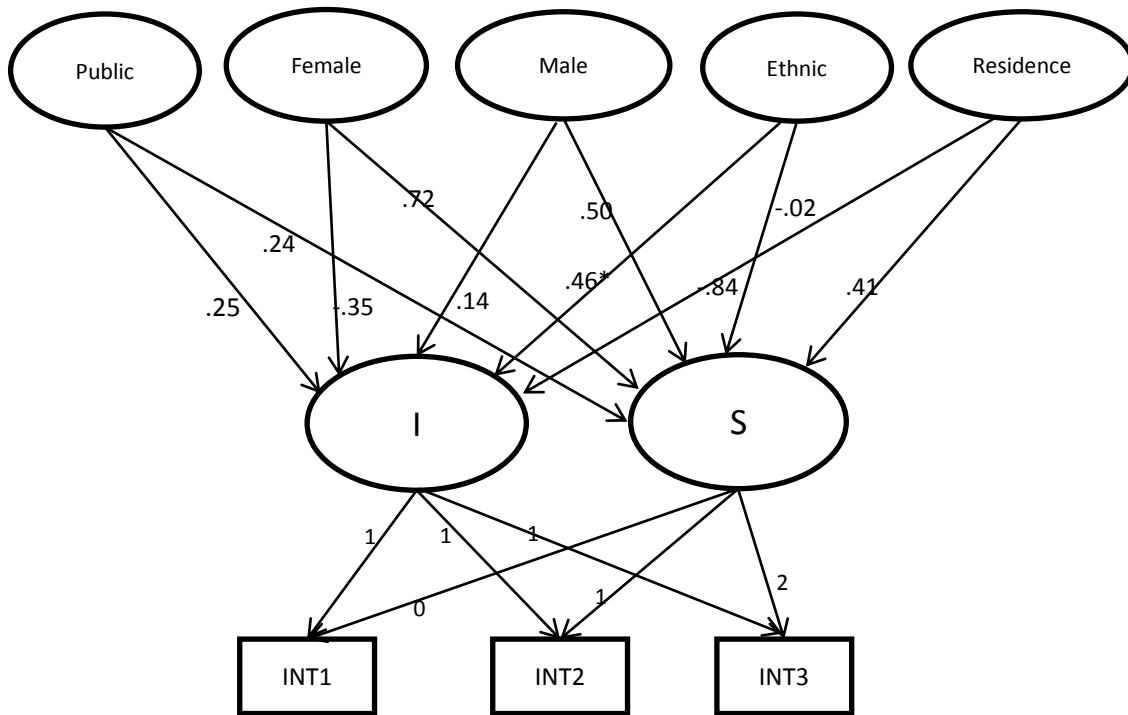 Public
Female
Male
Ethnic
Residence
.72
.50
-.02
.24
.46*
-.84
.41
.25
-.35
.14
I
S
1
1
1
0
1
2
INT1
INT2
INT3